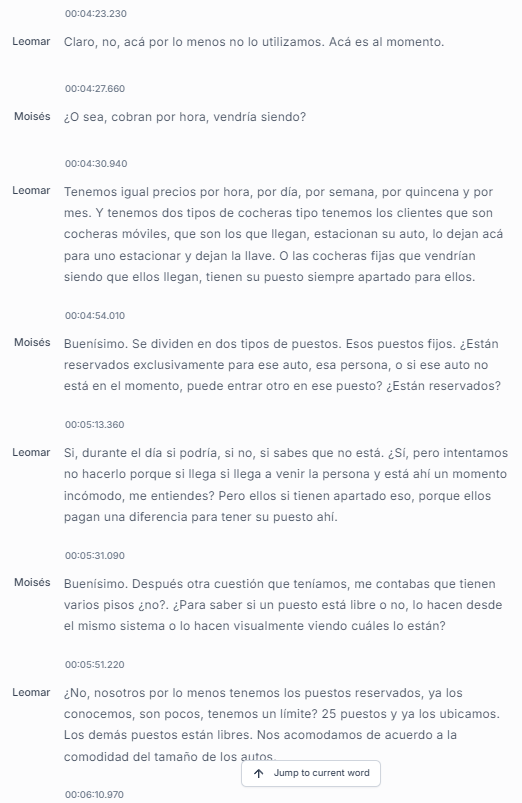 00:04:23.230
Leomar Claro, no, acá por lo menos no lo utilizamos. Acá es al momento.
00:04:27.660
Moisés ¿O sea, cobran por hora, vendría siendo?
00:04:30.940
Leomar Tenemos igual precios por hora, por día, por semana, por quincena y por
mes. Y tenemos dos tipos de cocheras tipo tenemos los clientes que son
cocheras móviles, que son los que llegan, estacionan su auto, lo dejan acá
para uno estacionar y dejan la llave. O las cocheras fijas que vendrían
siendo que ellos llegan, tienen su puesto siempre apartado para ellos.
00:04:54.010
Moisés Buenísimo. Se dividen en dos tipos de puestos. Esos puestos fijos. ¿Están
reservados exclusivamente para ese auto, esa persona, o si ese auto no
está en el momento, puede entrar otro en ese puesto? ¿Están reservados?
00:05:13.360
Leomar Si, durante el día si podría, si no, si sabes que no está. ¿Sí, pero intentamos
no hacerlo porque si llega si llega a venir la persona y está ahí un momento
incómodo, me entiendes? Pero ellos si tienen apartado eso, porque ellos
pagan una diferencia para tener su puesto ahí.
00:05:31.090
Moisés Buenísimo. Después otra cuestión que teníamos, me contabas que tienen
varios pisos ¿no?. ¿Para saber si un puesto está libre o no, lo hacen desde
el mismo sistema o lo hacen visualmente viendo cuáles lo están?
00:05:51.220
Leomar ¿No, nosotros por lo menos tenemos los puestos reservados, ya los
conocemos, son pocos, tenemos un límite? 25 puestos y ya los ubicamos.
Los demás puestos están libres. Nos acomodamos de acuerdo a la
comodidad del tamaño de los autos.
Jump to current word
00:06:10.970